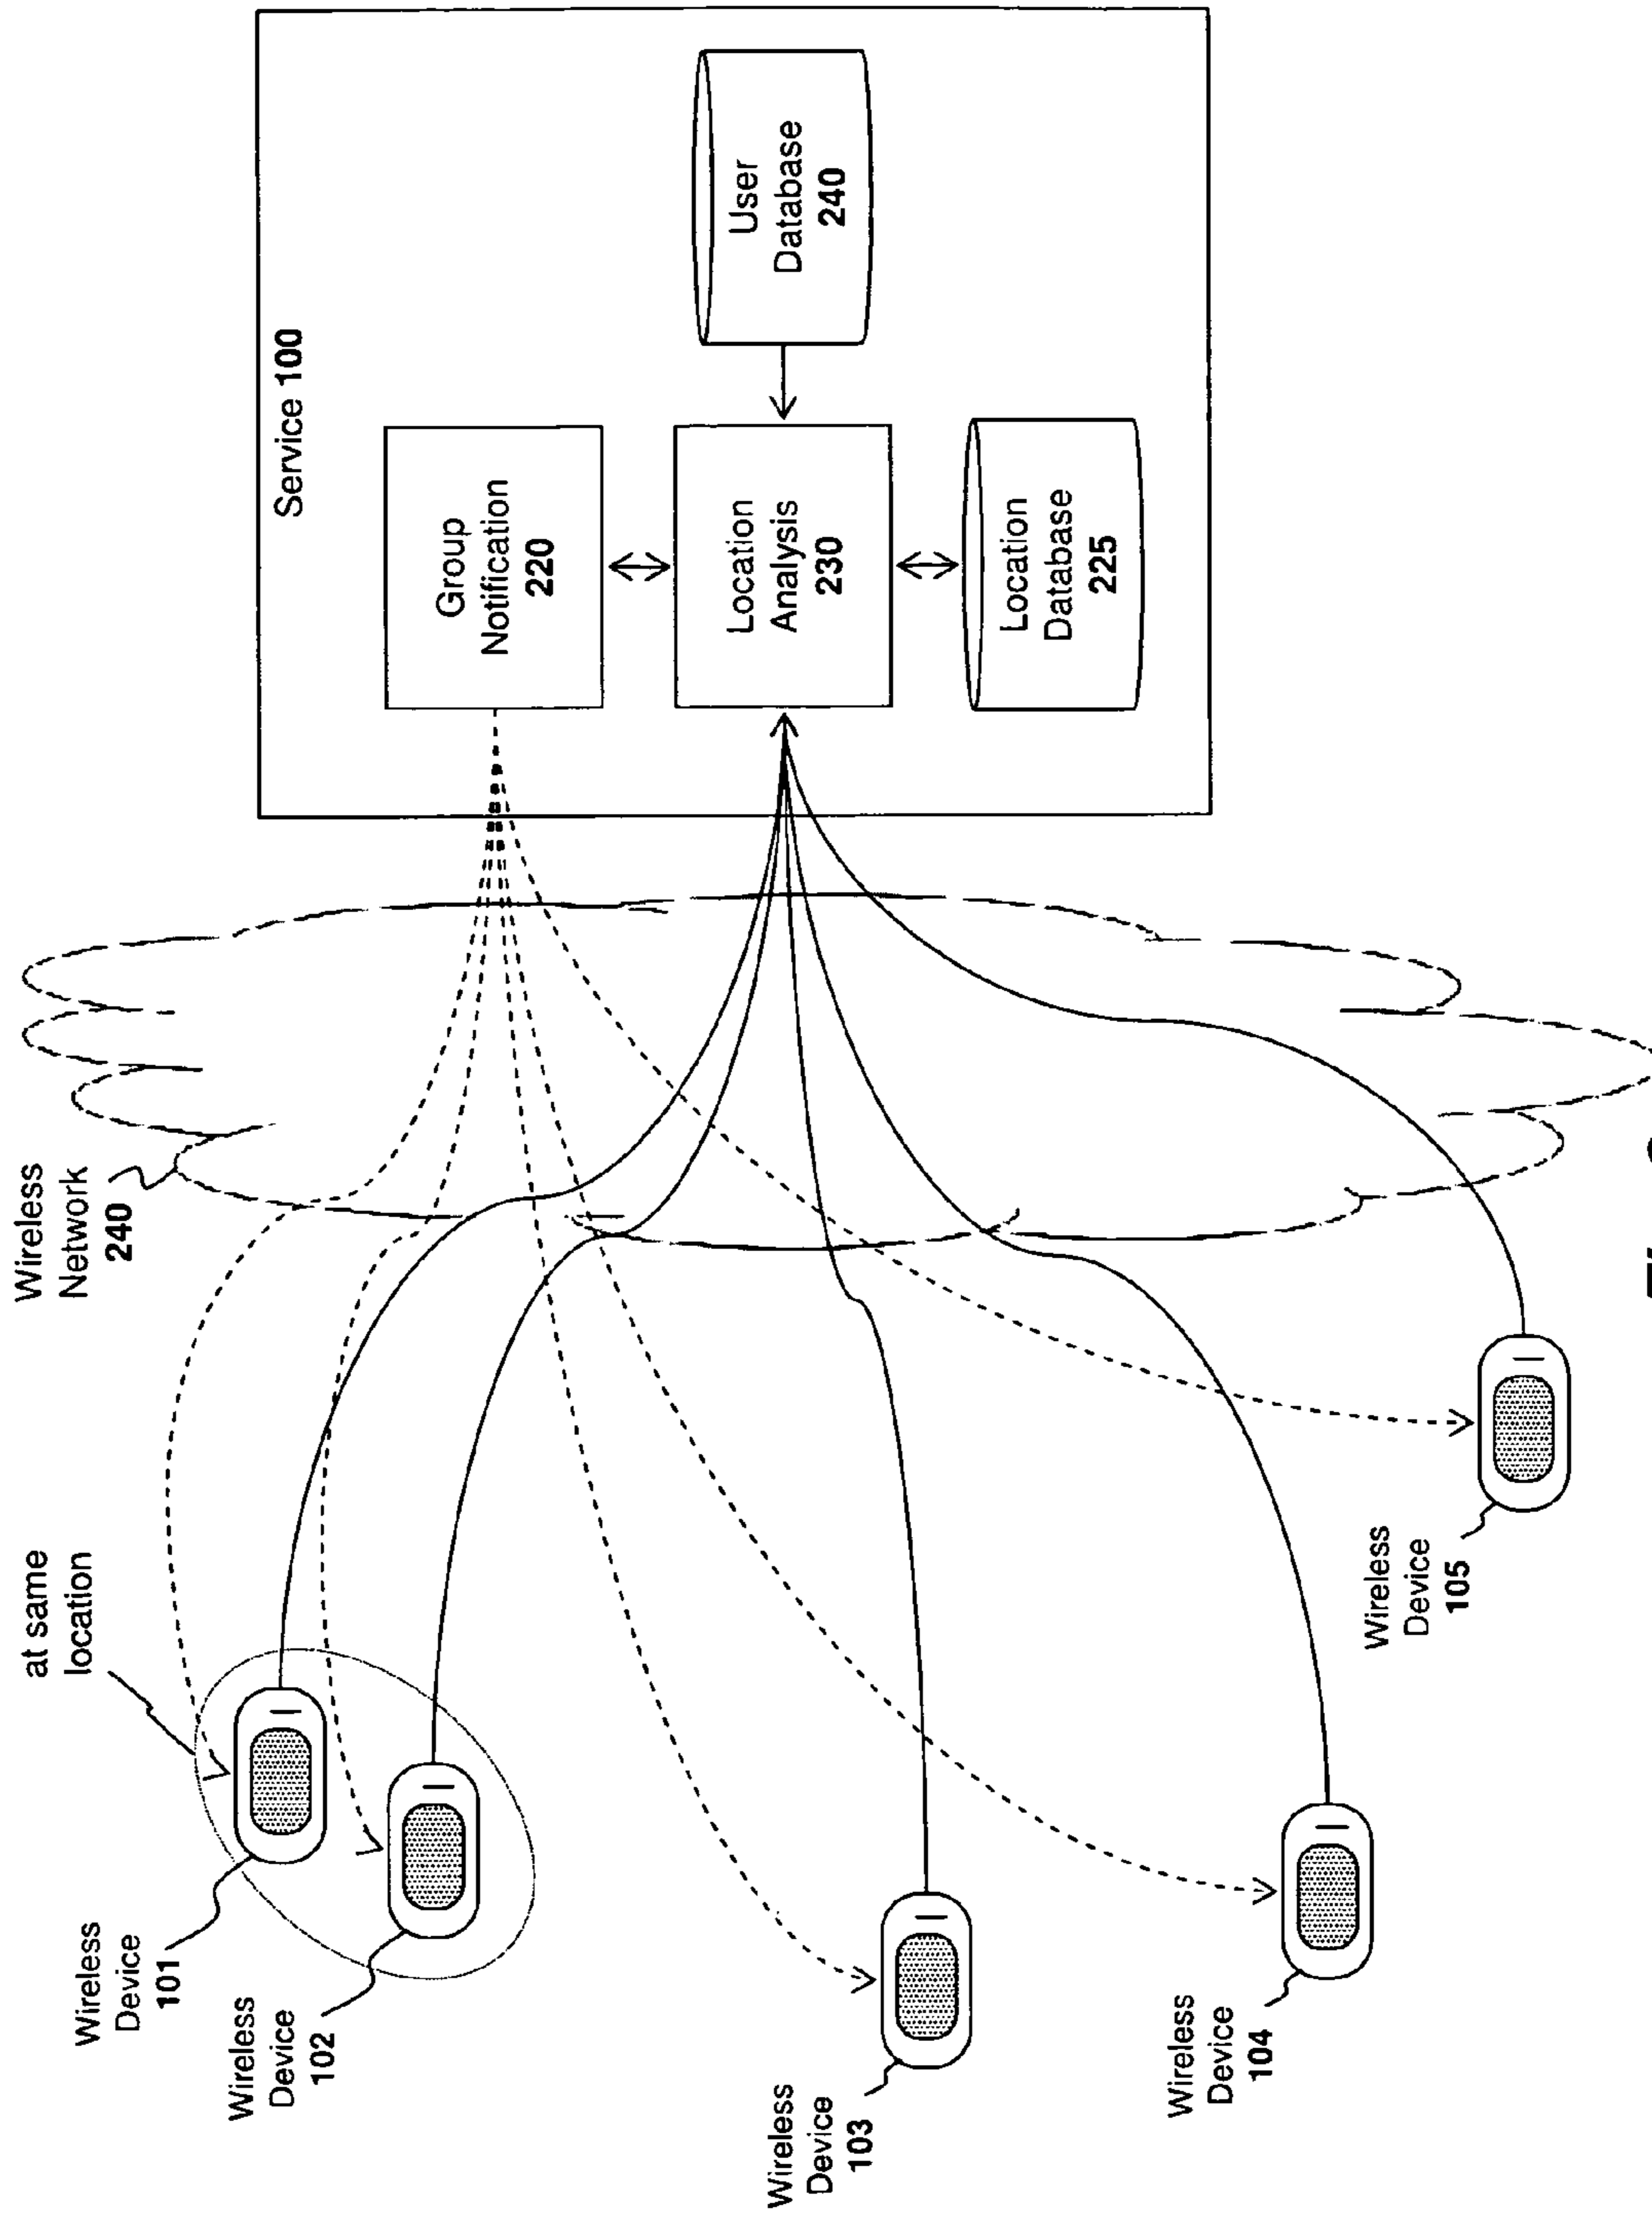 at same
location
Wireless
Network
240
Service 100
Group
Notification
220
Location
Analysis
230
User
Database
240
Location
Database
225
Wireless
Device
101
Wireless
Device
102
Wireless
Device
103
Wireless
Device
104
Wireless
Device
105